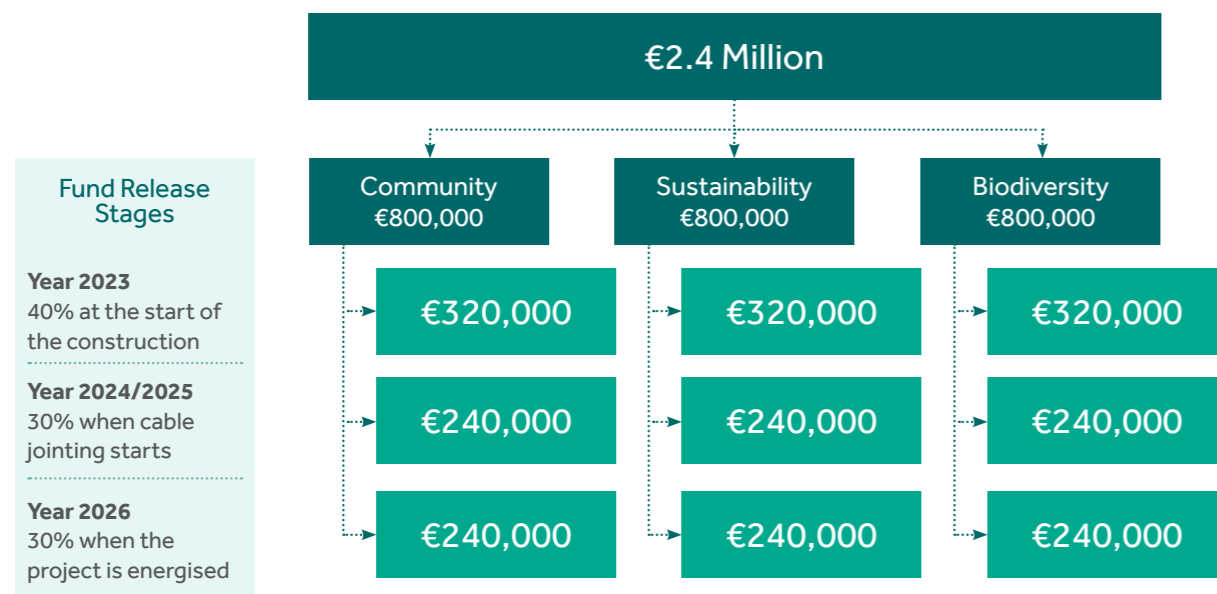 €2.4 Million
Community
€800,000
Sustainability
€800,000
Biodiversity
€800,000
Fund Release
Stages
Year 2023
40% at the start of
the construction
€320,000
€320,000
€320,000
Year 2024/2025
30% when cable
jointing starts
€240,000
€240,000
€240,000
Year 2026
30% when the
project is energised
€240,000
€240,000
€240,000